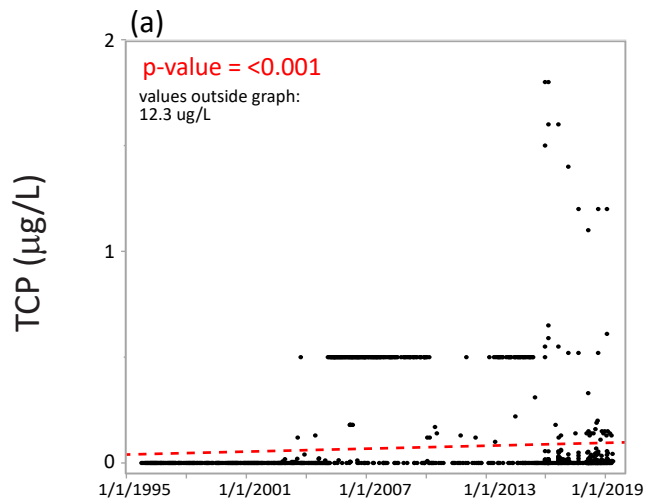 (a)
2
p-value = <0.001
values outside graph:
12.3 ug/L
TCP (μg/L)
1
0
1/1/1995 1/1/2001 1/1/2007 1/1/2013 1/1/2019